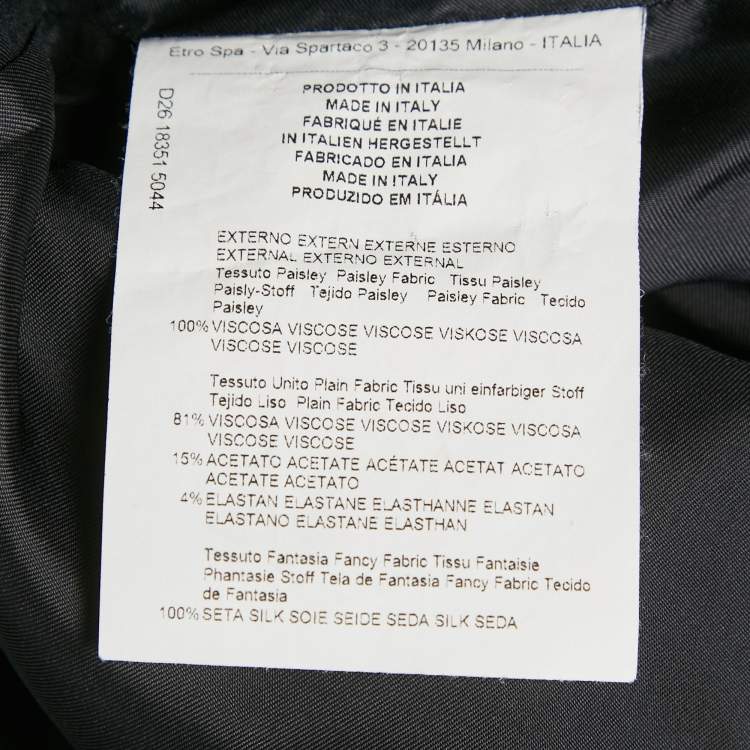 Etro Spa - Via Spartaco 3 - 20135 Milano - ITALIA
D26 18351 5044
PRODOTTO IN ITALIA
MADE IN ITALY
FABRIQUÉ EN ITALIE
IN ITALIEN HERGESTELLT
FABRICADO EN ITALIA
MADE IN ITALY
PRODUZIDO EM ITÁLIA
EXTERNO EXTERN EXTERNE ESTERNO
EXTERNAL EXTERNO EXTERNAL
Tessuto Paisley Paisley Fabric Tissu Paisley
Paisly-Stoff Tejido Paisley Paisley Fabric Tecido
Paisley
100% VISCOSA VISCOSE VISCOSE VISKOSE VISCOSA
VISCOSE VISCOSE
Tessuto Unito Plain Fabric Tissu uni einfarbiger Stoff
Tejido Liso Plain Fabric Tecido Liso
81% VISCOSA VISCOSE VISCOSE VISKOSE VISCOSA
VISCOSE VISCOSE
15% ACETATO ACETATE ACÉTATE ACETAT ACETATO
ACETATE ACETATO
4% ELASTAN ELASTANE ELASTHANNE ELASTAN
ELASTANO ELASTANE ELASTHAN
Tessuto Fantasia Fancy Fabric Tissu Fantaisie
Phantasie Stoff Tela de Fantasia Fancy Fabric Tecido
de Fantasia
100% SETA SILK SOIE SEIDE SEDA SILK SEDA